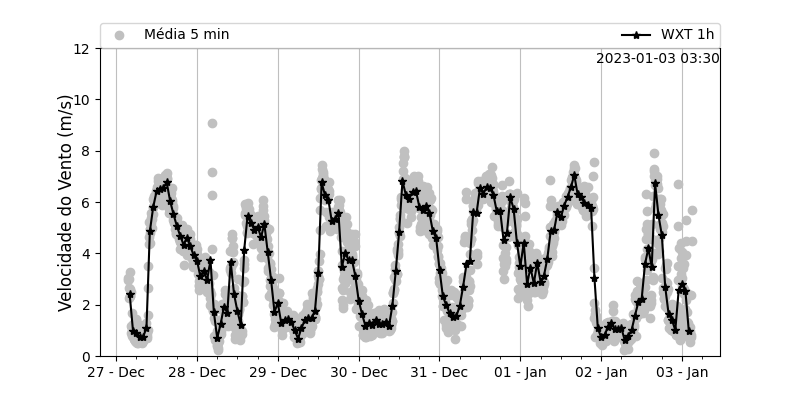 Média 5 min
WXT 1h
2023-01-03 03:30
Velocidade do Vento (m/s)
12
10
8
6
4
2
0
27 - Dec
28 - Dec
29 - Dec
30 - Dec
31 - Dec
01 - Jan
02 - Jan
03 - Jan